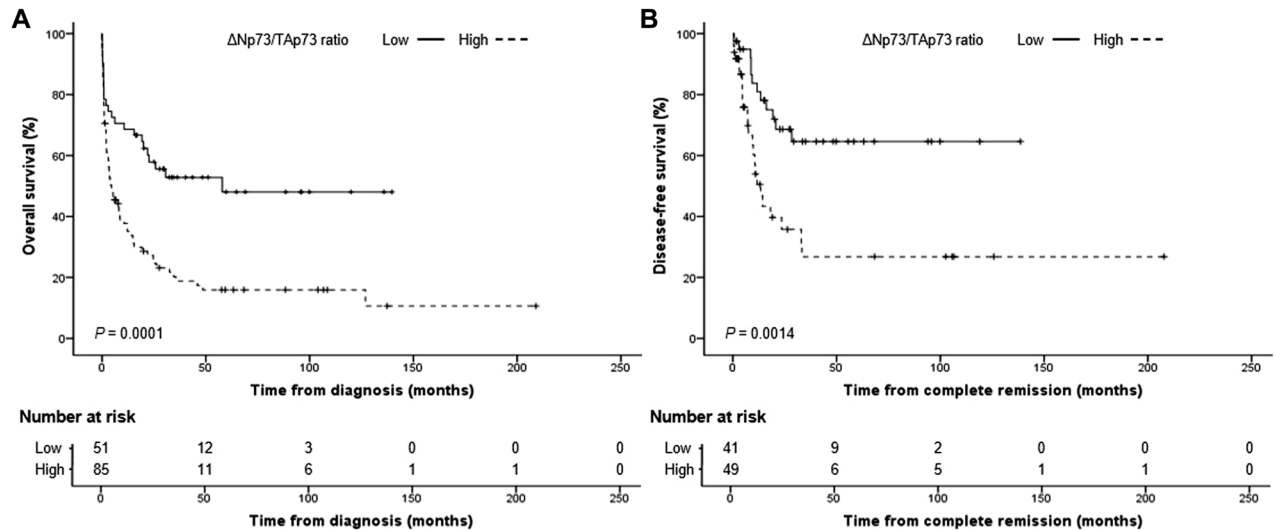 A
ΔNp73/TAp73 ratio Low High
Overall survival (%)
100
80
60
40
20
0
P = 0.0001
0 50 100 150 200 250
Time from diagnosis (months)
Number at risk
Low 51 12 3 0 0 0
High 85 11 6 1 1 0
0 50 100 150 200 250
Time from diagnosis (months)
B
ΔNp73/TAp73 ratio Low High
Disease-free survival (%)
100
80
60
40
20
0
P = 0.0014
0 50 100 150 200 250
Time from complete remission (months)
Number at risk
Low 41 9 2 0 0 0
High 49 6 5 1 1 0
0 50 100 150 200 250
Time from complete remission (months)